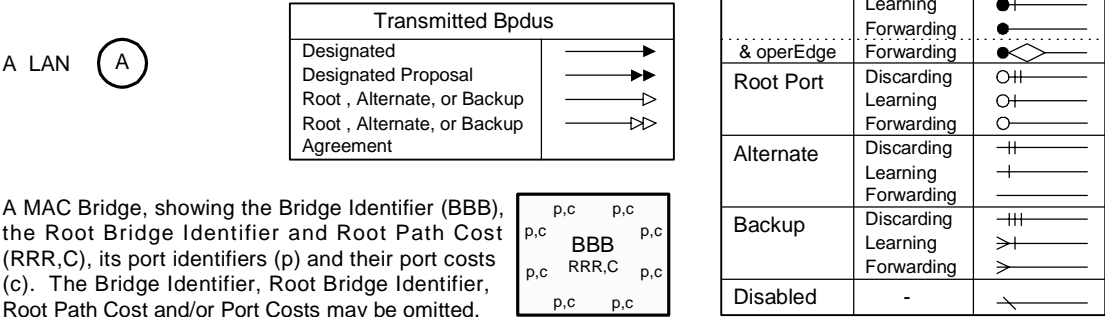 A LAN
A
Transmitted Bpdus
Designated
Designated Proposal
Root , Alternate, or Backup
Root , Alternate, or Backup
Agreement
A MAC Bridge, showing the Bridge Identifier (BBB),
the Root Bridge Identifier and Root Path Cost
(RRR,C), its port identifiers (p) and their port costs
(c). The Bridge Identifier, Root Bridge Identifier,
Root Path Cost and/or Port Costs may be omitted.
p,c p,c
p,c BBB p,c
p,c RRR,C p,c
p,c p,c
Learning
Forwarding
& operEdge Forwarding
Root Port Discarding
Learning
Forwarding
Alternate Discarding
Learning
Forwarding
Backup Discarding
Learning
Forwarding
Disabled -